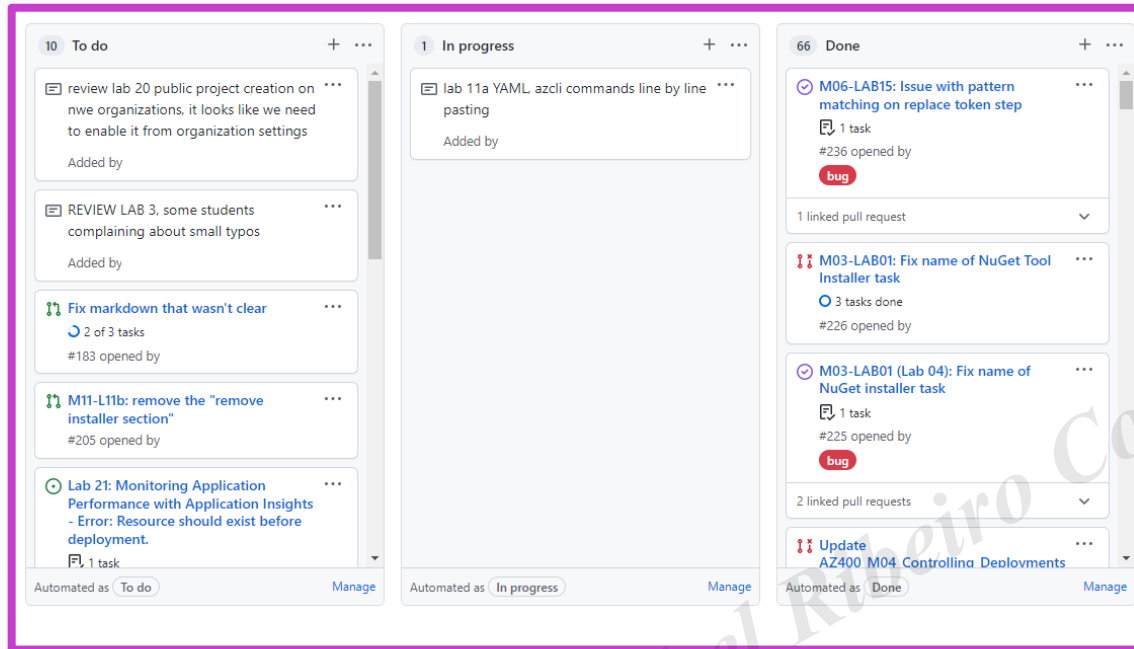 10 To do
review lab 20 public project creation on
nwe organizations, it looks like we need
to enable it from organization settings
Added by
REVIEW LAB 3, some students
complaining about small typos
Added by
Fix markdown that wasn't clear
2 of 3 tasks
#183 opened by
M11-L11b: remove the "remove
installer section"
#205 opened by
Lab 21: Monitoring Application
Performance with Application Insights
- Error: Resource should exist before
deployment.
1 task
Automated as To do Manage
1 In progress
lab 11a YAML, azcli commands line by line
pasting
Added by
Automated as In progress Manage
66 Done
M06-LAB15: Issue with pattern
matching on replace token step
1 task
#236 opened by
bug
1 linked pull request
M03-LAB01: Fix name of NuGet Tool
Installer task
3 tasks done
#226 opened by
M03-LAB01 (Lab 04): Fix name of
NuGet installer task
1 task
#225 opened by
bug
2 linked pull requests
Update
AZ400_M04_Controlling_Deployments
Automated as Done Manage
el Ribeiro Co